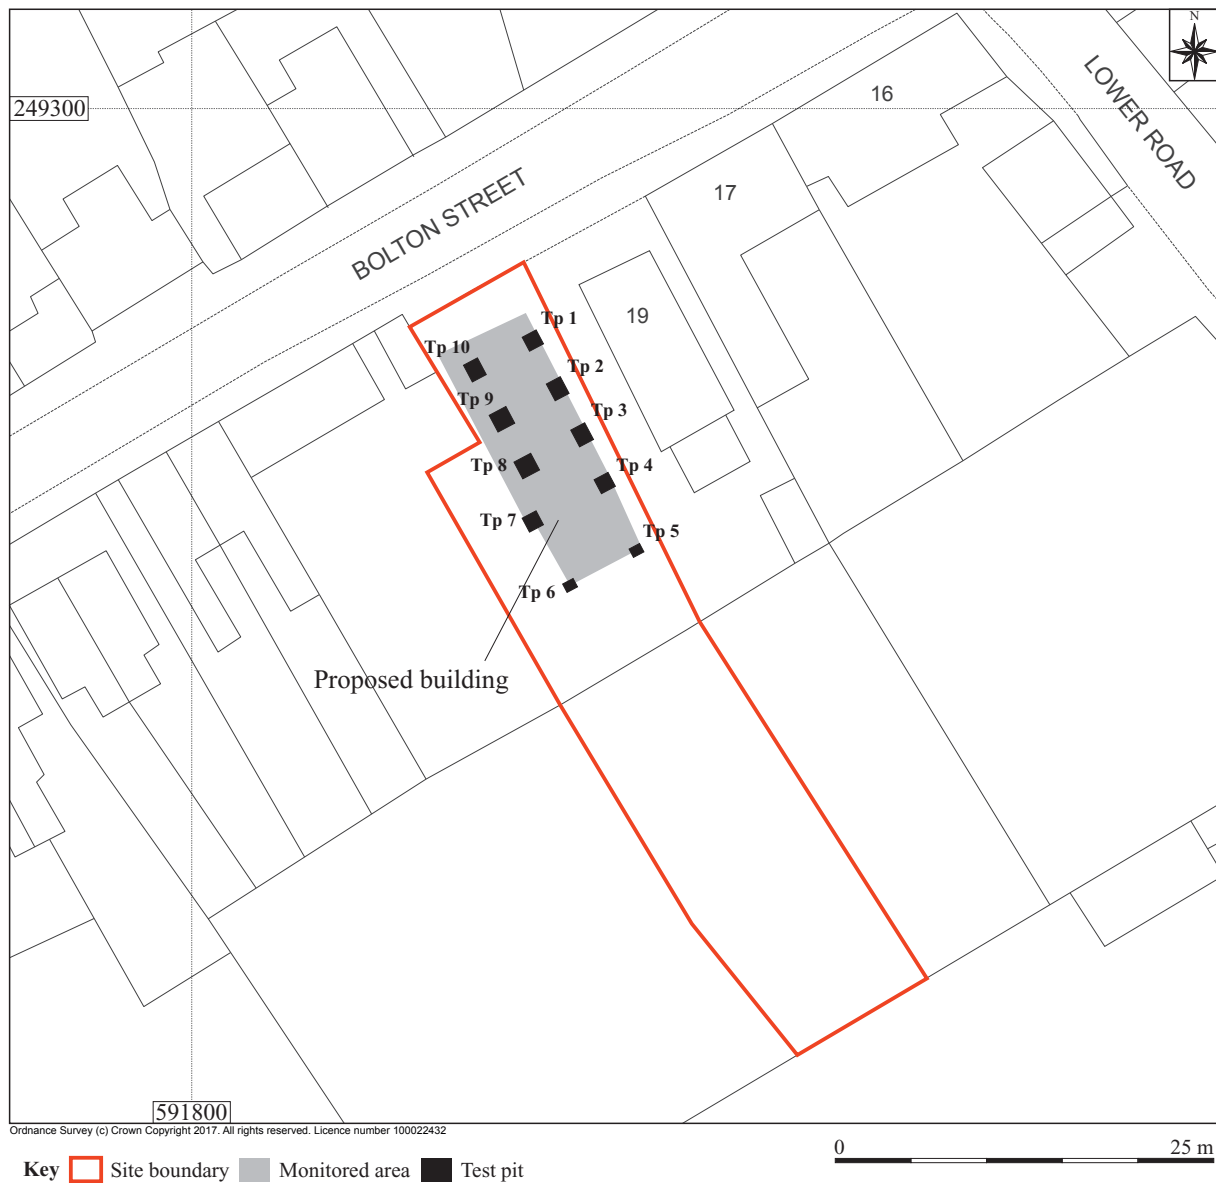 N
249300
16
LOWER ROAD
BOLTON STREET
17
19
Tp 1
Tp 10
Tp 2
Tp 9
Tp 3
Tp 8
Tp 4
Tp 7
Tp 5
Tp 6
Proposed building
591800
Ordnance Survey (c) Crown Copyright 2017. All rights reserved. Licence number 100022432
0 25 m
Key Site boundary Monitored area Test pit